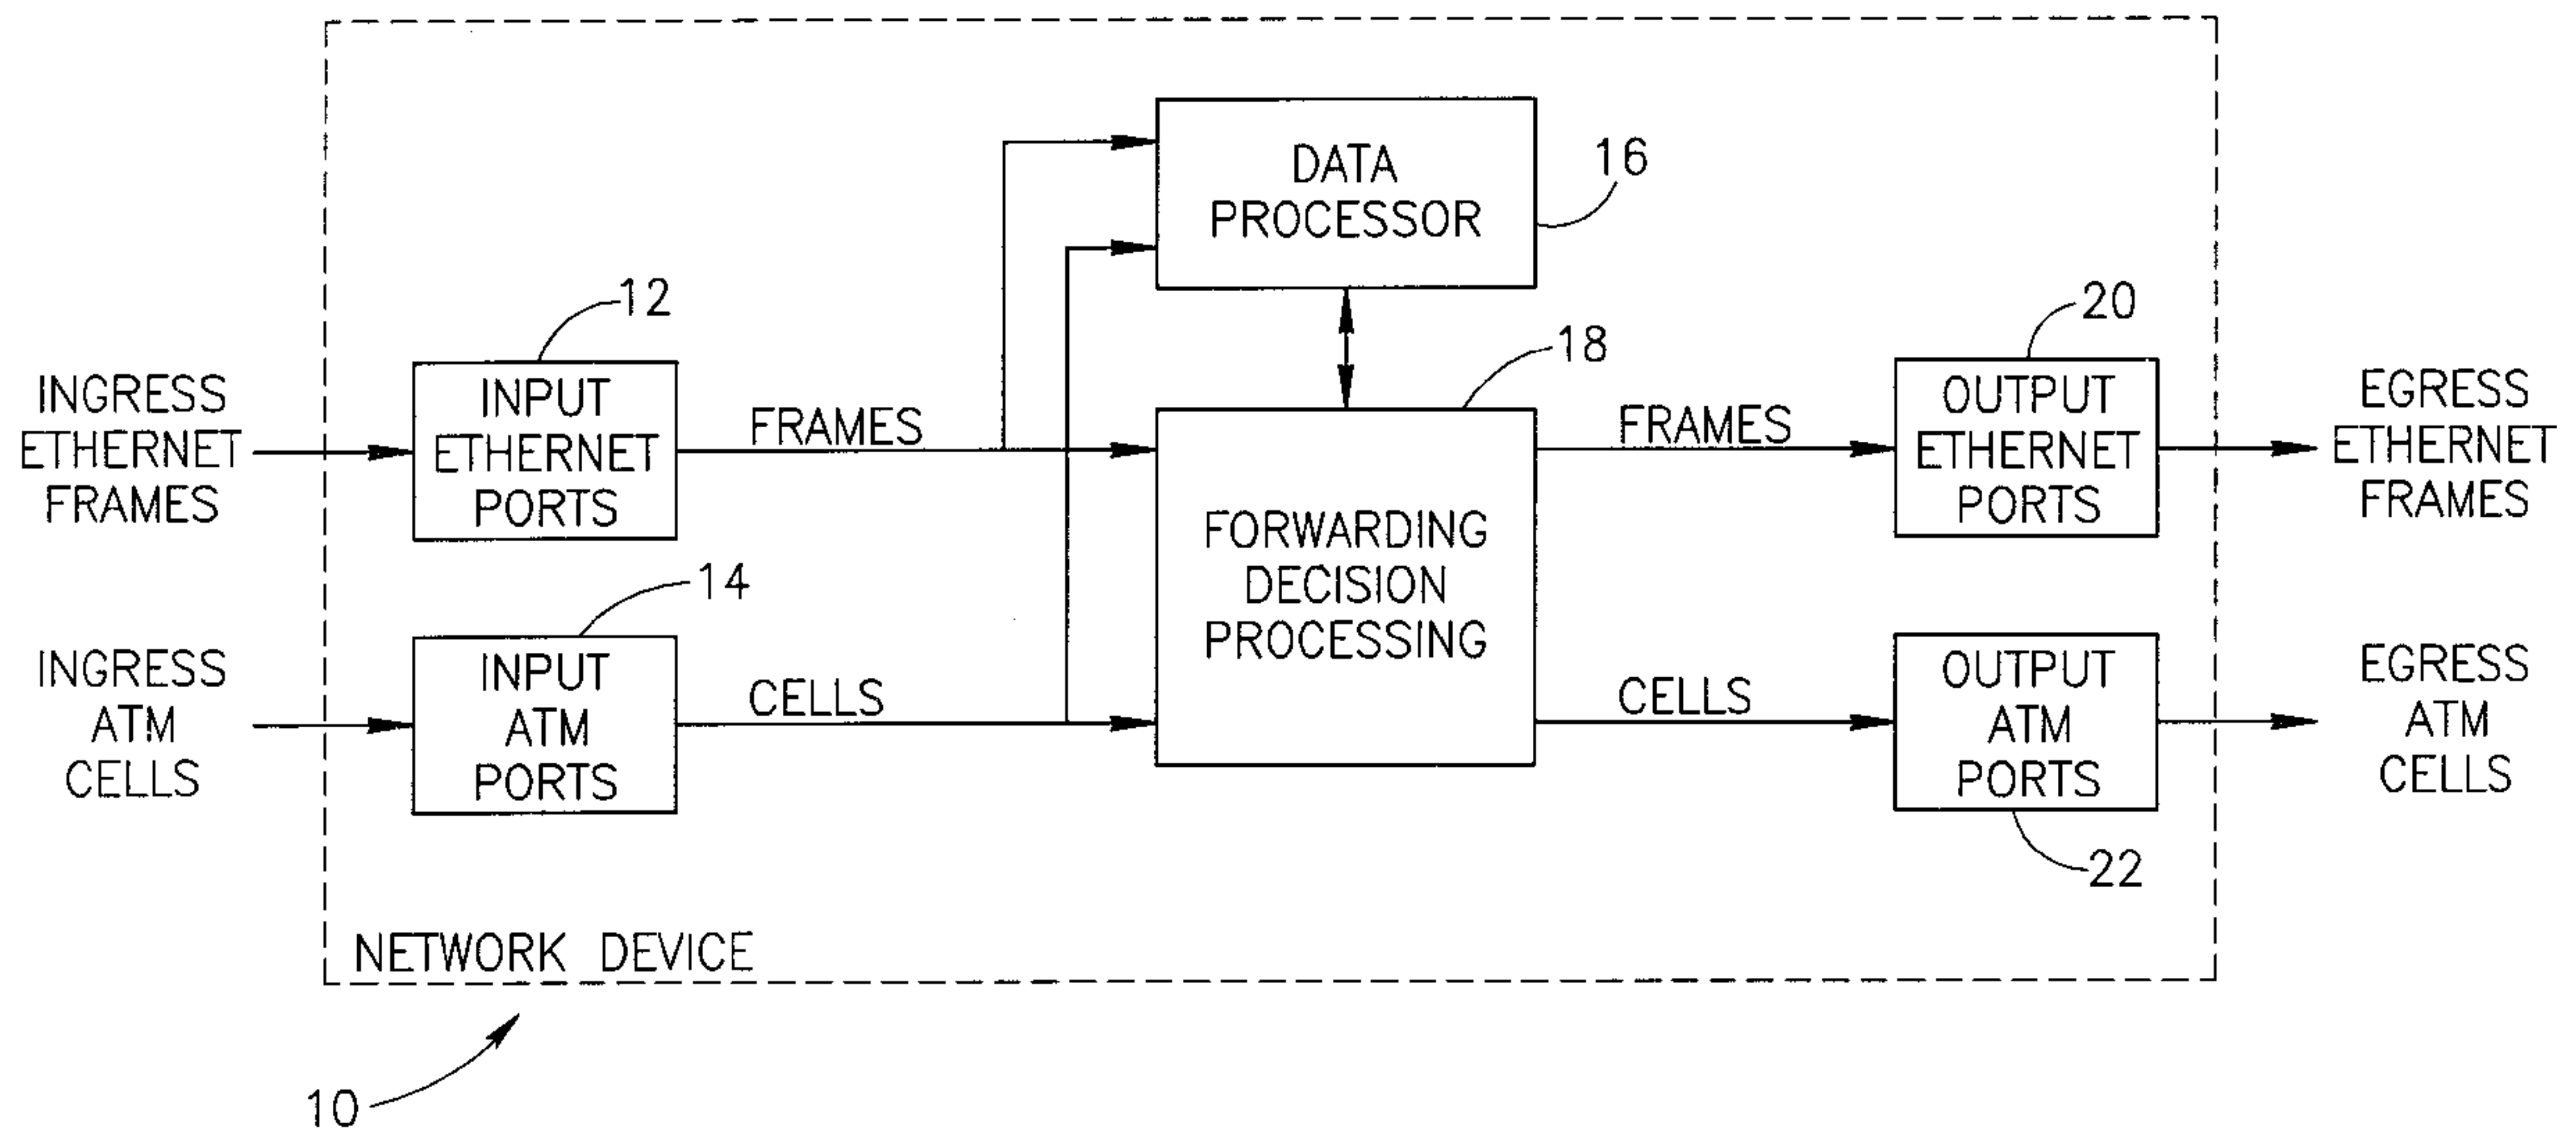 DATA
PROCESSOR
16
12
INGRESS
ETHERNET
FRAMES
INPUT
ETHERNET
PORTS
FRAMES
18
FORWARDING
DECISION
PROCESSING
FRAMES
20
OUTPUT
ETHERNET
PORTS
EGRESS
ETHERNET
FRAMES
14
INGRESS
ATM
CELLS
INPUT
ATM
PORTS
CELLS
CELLS
OUTPUT
ATM
PORTS
22
EGRESS
ATM
CELLS
NETWORK DEVICE
10